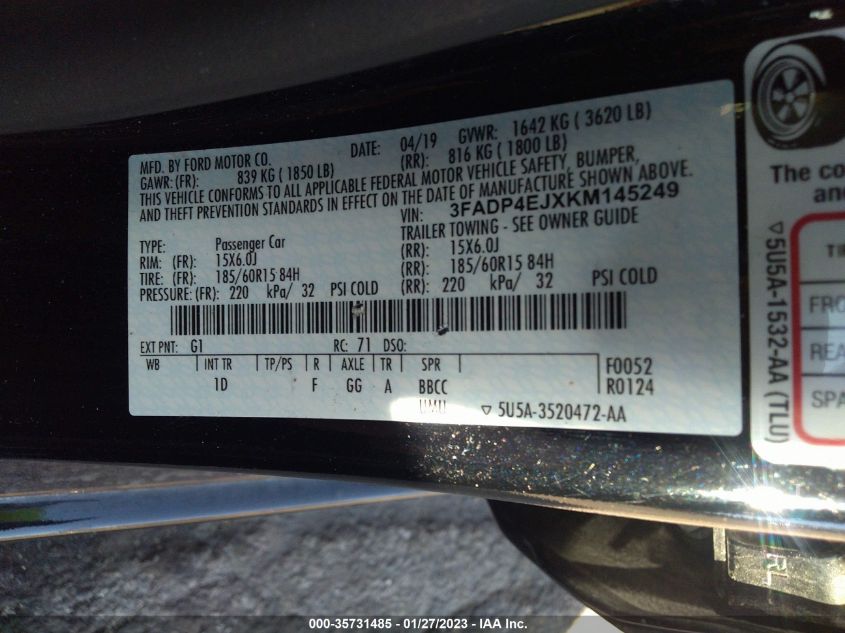 MFD. BY FORD MOTOR CO. DATE: 04/19 GVWR: 1642 KG ( 3620 LB)
GAWR: (FR): 839 KG ( 1850 LB) (RR): 816 KG ( 1800 LB)
THIS VEHICLE CONFORMS TO ALL APPLICABLE FEDERAL MOTOR VEHICLE SAFETY, BUMPER,
AND THEFT PREVENTION STANDARDS IN EFFECT ON THE DATE OF MANUFACTURE SHOWN ABOVE.
VIN: 3FADP4EJXKM145249
TYPE: Passenger Car TRAILER TOWING - SEE OWNER GUIDE
RIM: (FR): 15X6.0J (RR): 15X6.0J
TIRE: (FR): 185/60R15 84H (RR): 185/60R15 84H
PRESSURE: (FR): 220 kPa/ 32 PSI COLD (RR): 220 kPa/ 32 PSI COLD
EXT PNT: G1 RC: 71 DSO:
WB INT TR TP/PS R AXLE TR SPR F0052
1D F GG A BBCC R0124
UMU ▽ 5U5A-3520472-AA
The co
and
▽5U5A-1532-AA (TLU)
TI
FRO
REA
SPA
RL
000-35731485 - 01/27/2023 - © IAA Inc.